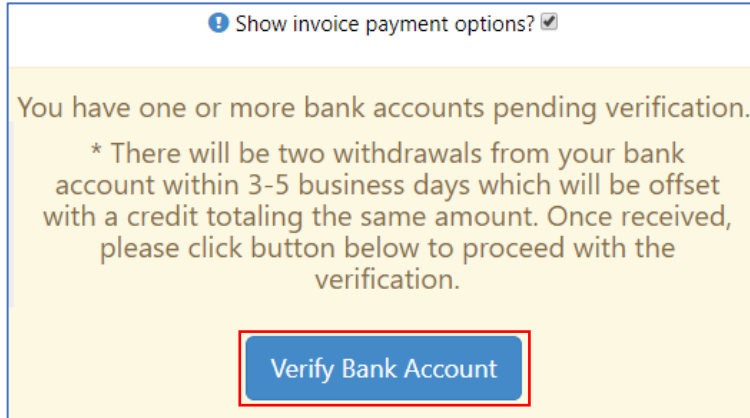 Show invoice payment options?
You have one or more bank accounts pending verification.
* There will be two withdrawals from your bank
account within 3-5 business days which will be offset
with a credit totaling the same amount. Once received,
please click button below to proceed with the
verification.
Verify Bank Account